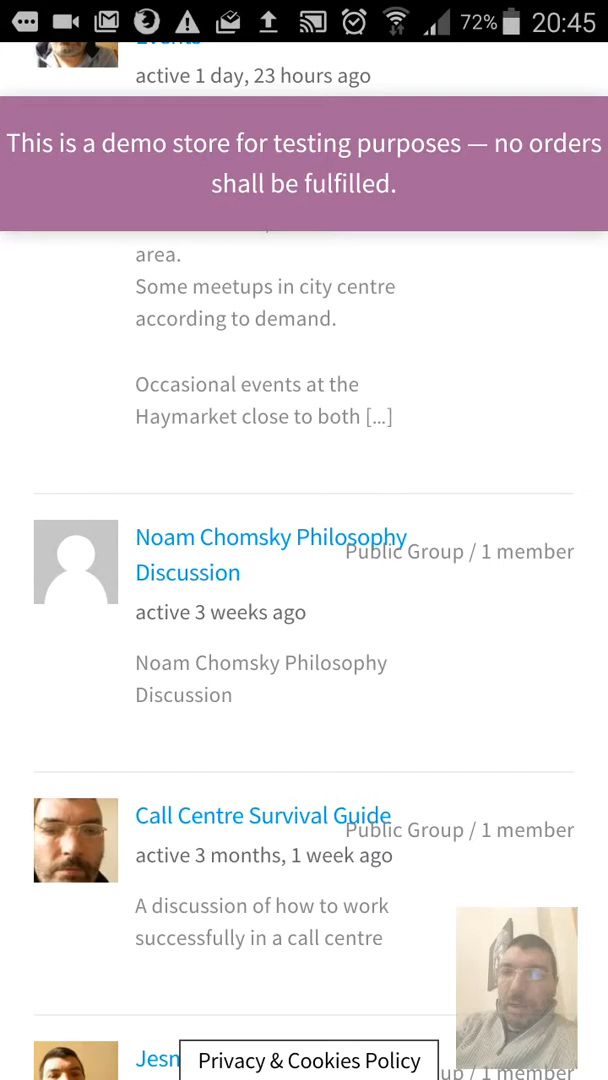 72% 20:45
active 1 day, 23 hours ago
This is a demo store for testing purposes — no orders
shall be fulfilled.
area.
Some meetups in city centre
according to demand.
Occasional events at the
Haymarket close to both [...]
Noam Chomsky Philosophy
Discussion
Public Group / 1 member
active 3 weeks ago
Noam Chomsky Philosophy
Discussion
Call Centre Survival Guide
Public Group / 1 member
active 3 months, 1 week ago
A discussion of how to work
successfully in a call centre
Privacy & Cookies Policy